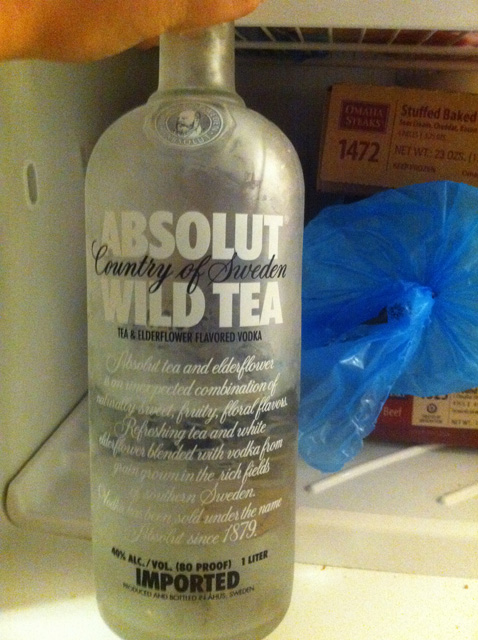 ABSOLUT
Country of Sweden
WILD TEA
TEA & ELDERFLOWER FLAVORED VODKA
Absolut tea and elderflower
is an unexpected combination of
naturally sweet, fruity, floral flavors.
Refreshing tea and white
elderflower blended with vodka from
grain grown in the rich fields
of southern Sweden.
Vodka has been sold under the name
Absolut since 1879.
40% ALC./VOL. (80 PROOF) 1 LITER
IMPORTED
PRODUCED AND BOTTLED IN ÅHUS, SWEDEN
OMAHA
STEAKS
1472
Stuffed Baked
NET WT. 23 OZS.
Beef